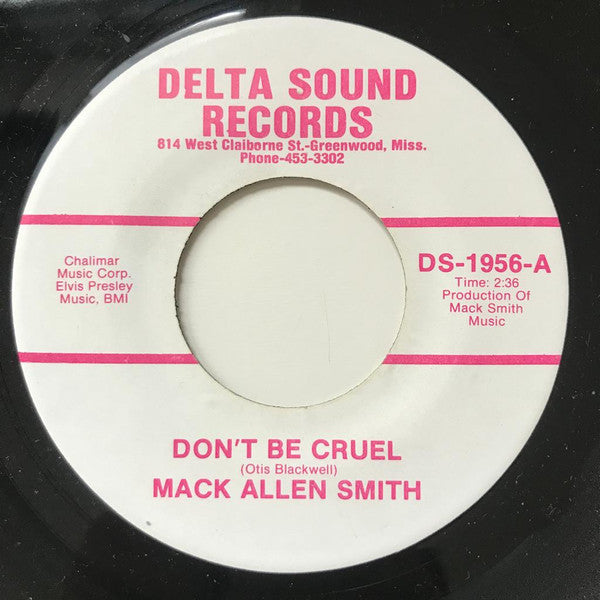 DELTA SOUND
RECORDS
814 West Claiborne St.-Greenwood, Miss.
Phone-453-3302
Chalimar
Music Corp.
Elvis Presley
Music, BMI
DS-1956-A
Time: 2:36
Production Of
Mack Smith
Music
DON'T BE CRUEL
(Otis Blackwell)
MACK ALLEN SMITH